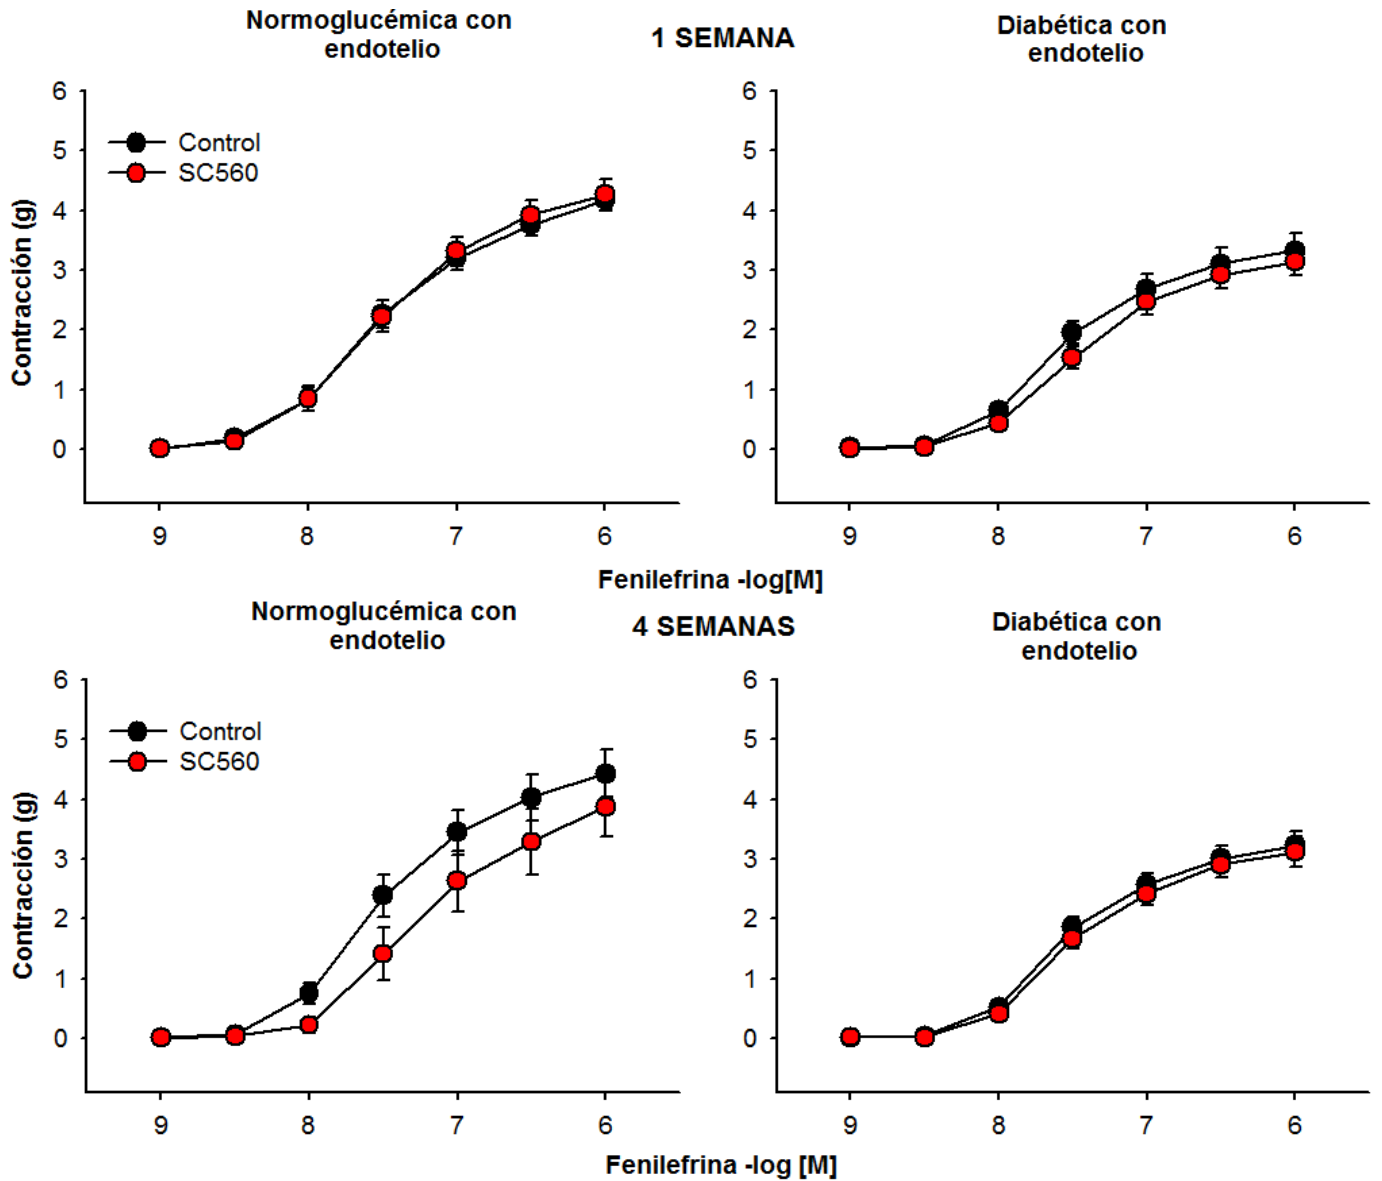 Normoglucémica con
endotelio
1 SEMANA
Diabética con
endotelio
6
5
4
3
2
1
0
Contracción (g)
Control
SC560
9 8 7 6
6
5
4
3
2
1
0
9 8 7 6
Fenilefrina -log[M]
Normoglucémica con
endotelio
4 SEMANAS
Diabética con
endotelio
6
5
4
3
2
1
0
Contracción (g)
Control
SC560
9 8 7 6
6
5
4
3
2
1
0
9 8 7 6
Fenilefrina -log [M]